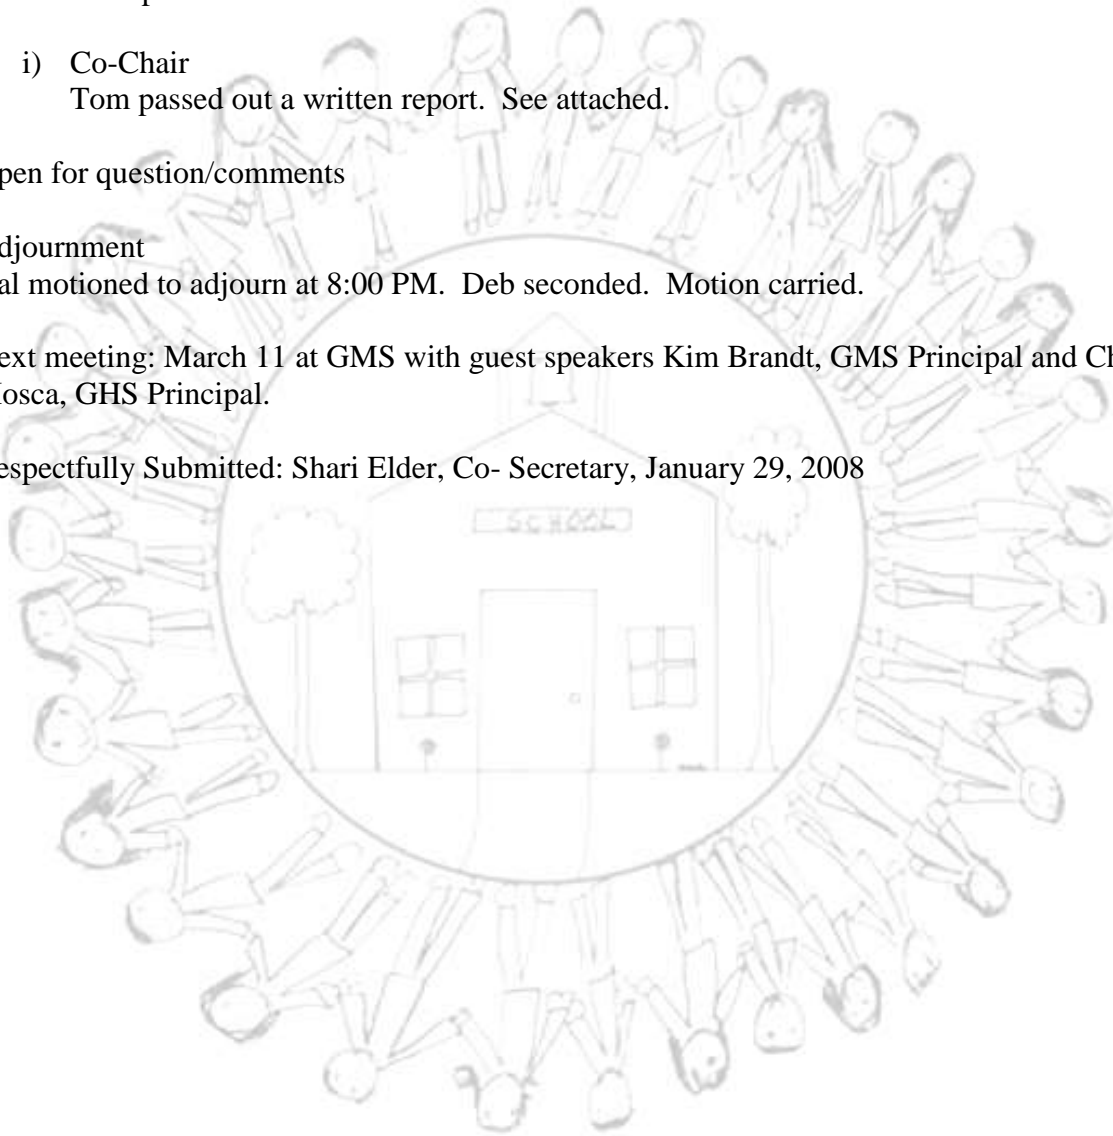 i) Co-Chair
Tom passed out a written report. See attached.
pen for question/comments
djournment
al motioned to adjourn at 8:00 PM. Deb seconded. Motion carried.
ext meeting: March 11 at GMS with guest speakers Kim Brandt, GMS Principal and Ch
osca, GHS Principal.
espectfully Submitted: Shari Elder, Co- Secretary, January 29, 2008
SCHOOL